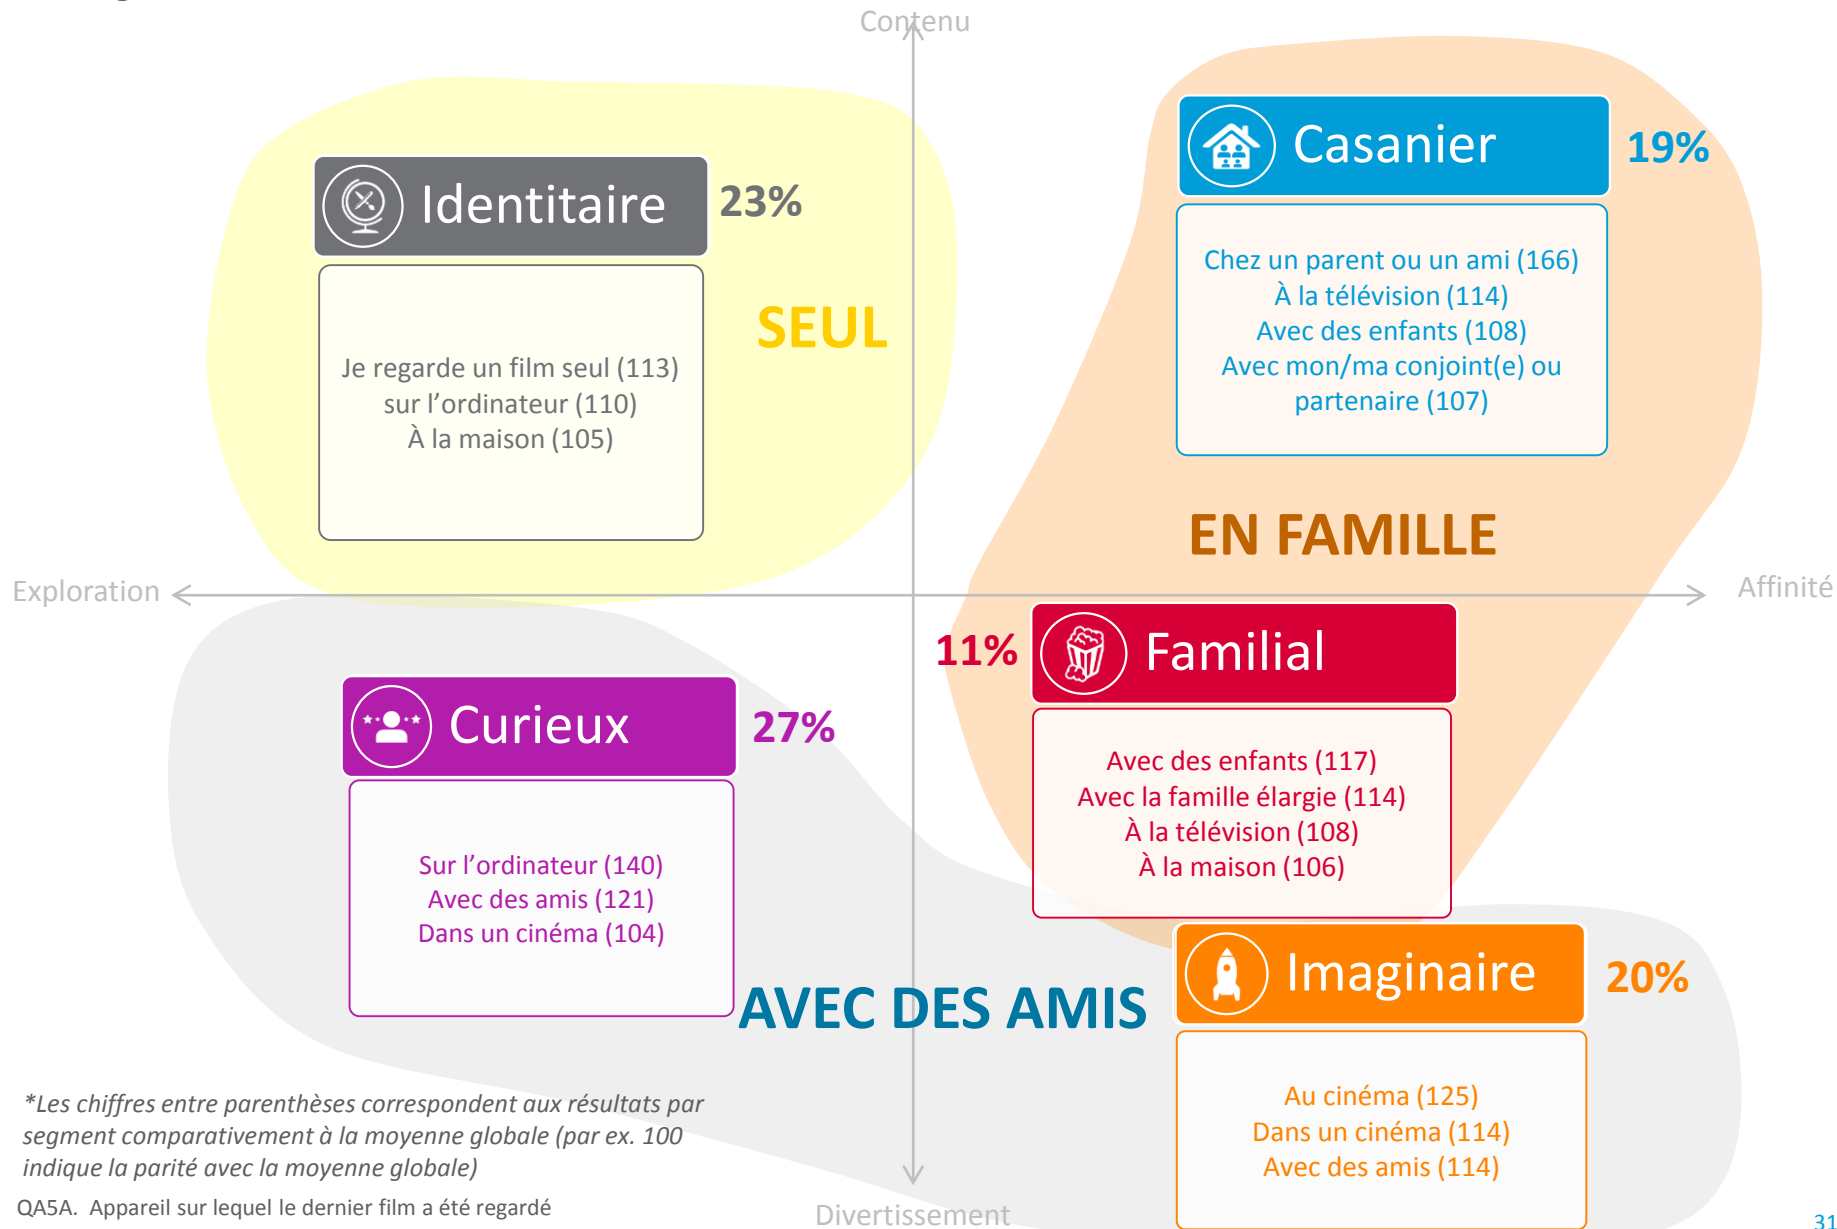 Contenu
Casanier
19%
Identitaire
23%
Chez un parent ou un ami (166)
À la télévision (114)
Avec des enfants (108)
Avec mon/ma conjoint(e) ou
partenaire (107)
SEUL
Je regarde un film seul (113)
sur l’ordinateur (110)
À la maison (105)
EN FAMILLE
Exploration
Affinité
11%
Familial
Curieux
27%
Avec des enfants (117)
Avec la famille élargie (114)
À la télévision (108)
À la maison (106)
Sur l’ordinateur (140)
Avec des amis (121)
Dans un cinéma (104)
AVEC DES AMIS
Imaginaire
20%
Au cinéma (125)
Dans un cinéma (114)
Avec des amis (114)
*Les chiffres entre parenthèses correspondent aux résultats par
segment comparativement à la moyenne globale (par ex. 100
indique la parité avec la moyenne globale)
QA5A. Appareil sur lequel le dernier film a été regardé
Divertissement
31